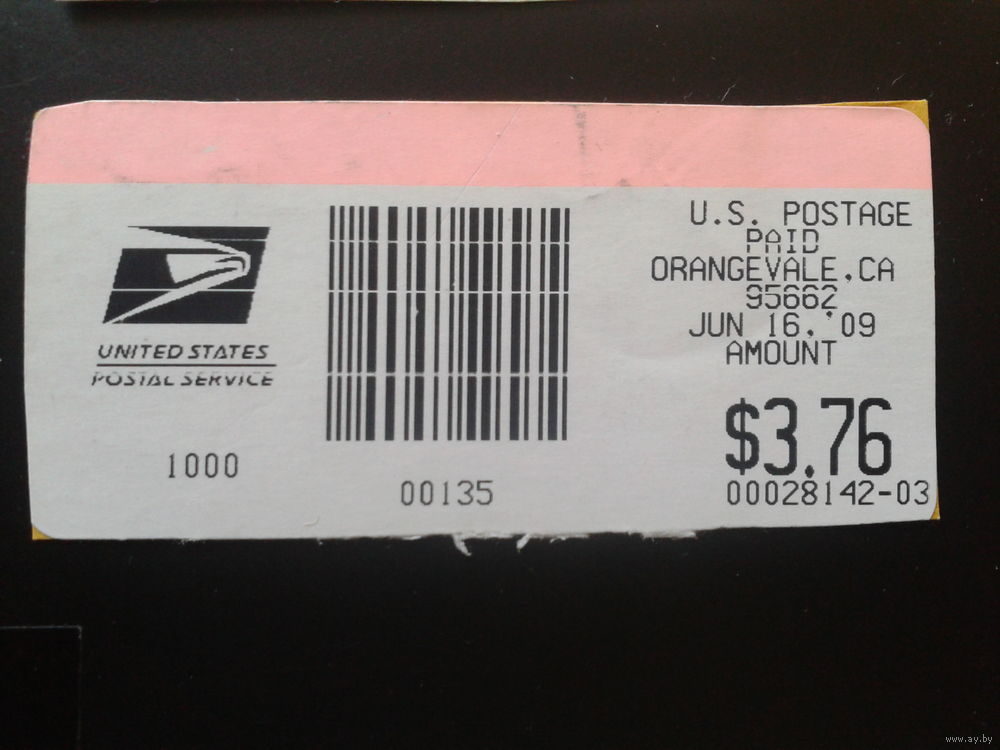 UNITED STATES
POSTAL SERVICE
1000
00135
U.S. POSTAGE
PAID
ORANGEVALE,CA
95662
JUN 16,'09
AMOUNT
$3.76
00028142-03
www.ay.by